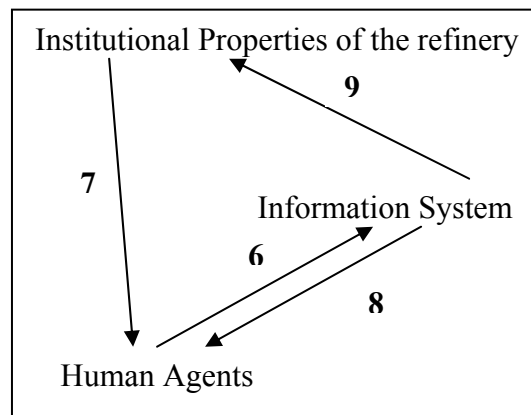 Institutional Properties of the refinery
9
7
Information System
6
8
Human Agents